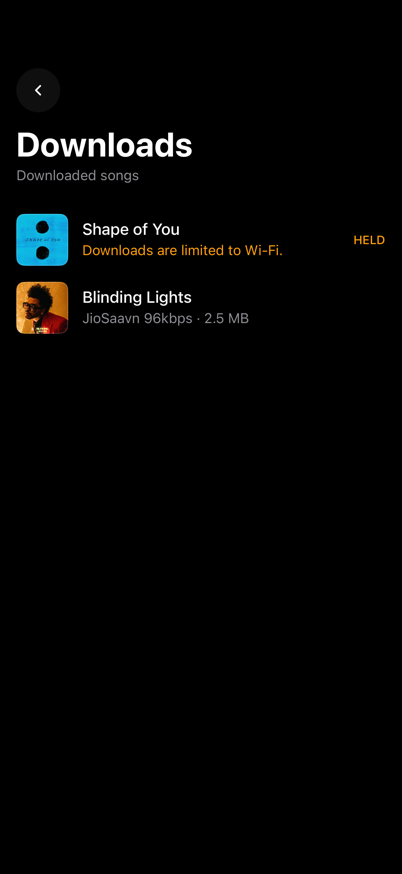 Downloads
Downloaded songs
Shape of You
Downloads are limited to Wi-Fi.
HELD
Blinding Lights
JioSaavn 96kbps · 2.5 MB